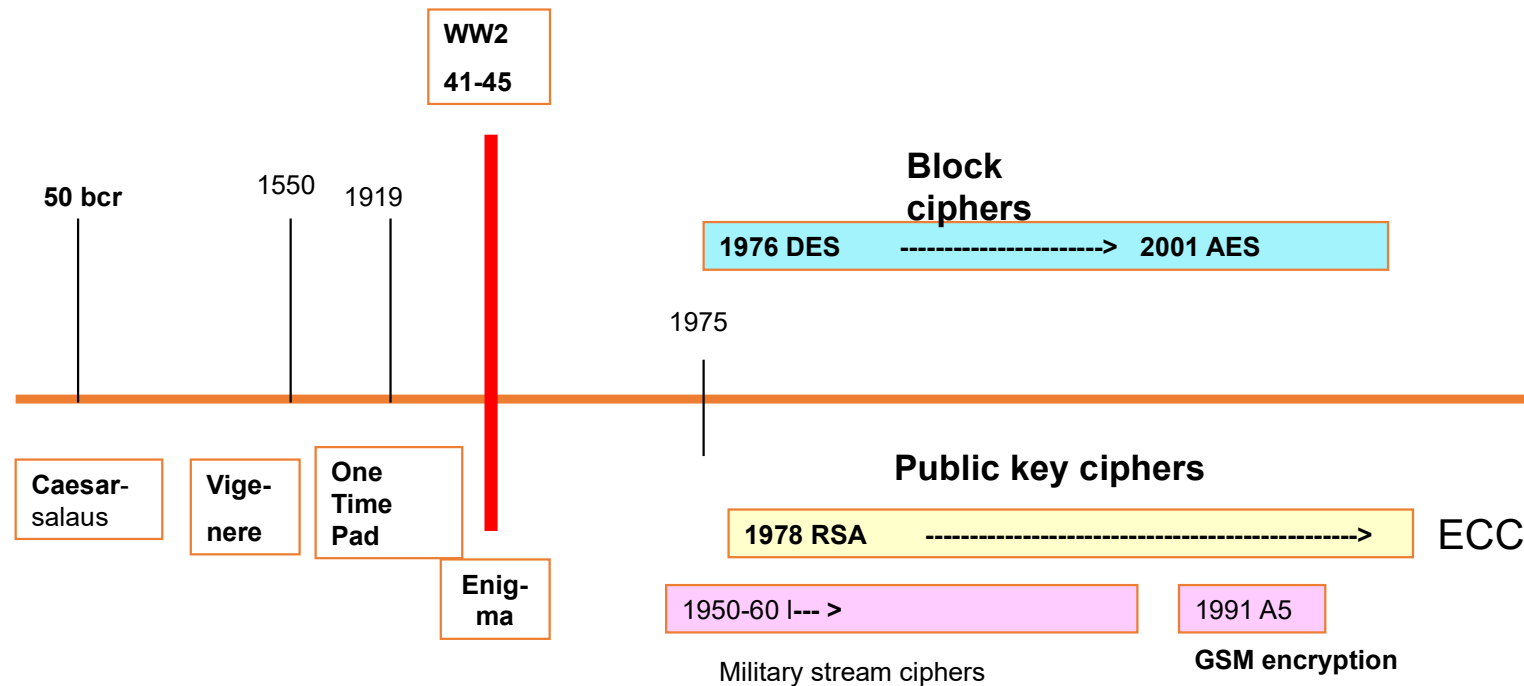 WW2
41-45
50 bcr
1550
1919
Block
ciphers
1976 DES -----------------------> 2001 AES
1975
Caesar-
salaus
Vige-
nere
One
Time
Pad
Enig-
ma
Public key ciphers
1978 RSA ------------------------------------------------->
ECC
1950-60 l--- >
1991 A5
Military stream ciphers
GSM encryption